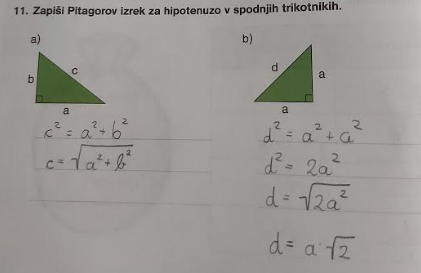 11. Zapiši Pitagorov izrek za hipotenuzo v spodnjih trikotnikih.
a)
b
c
a
c² = a² + b²
c = √(a² + b²)
b)
d
a
a
d² = a² + a²
d² = 2a²
d = √(2a²)
d = a·√2